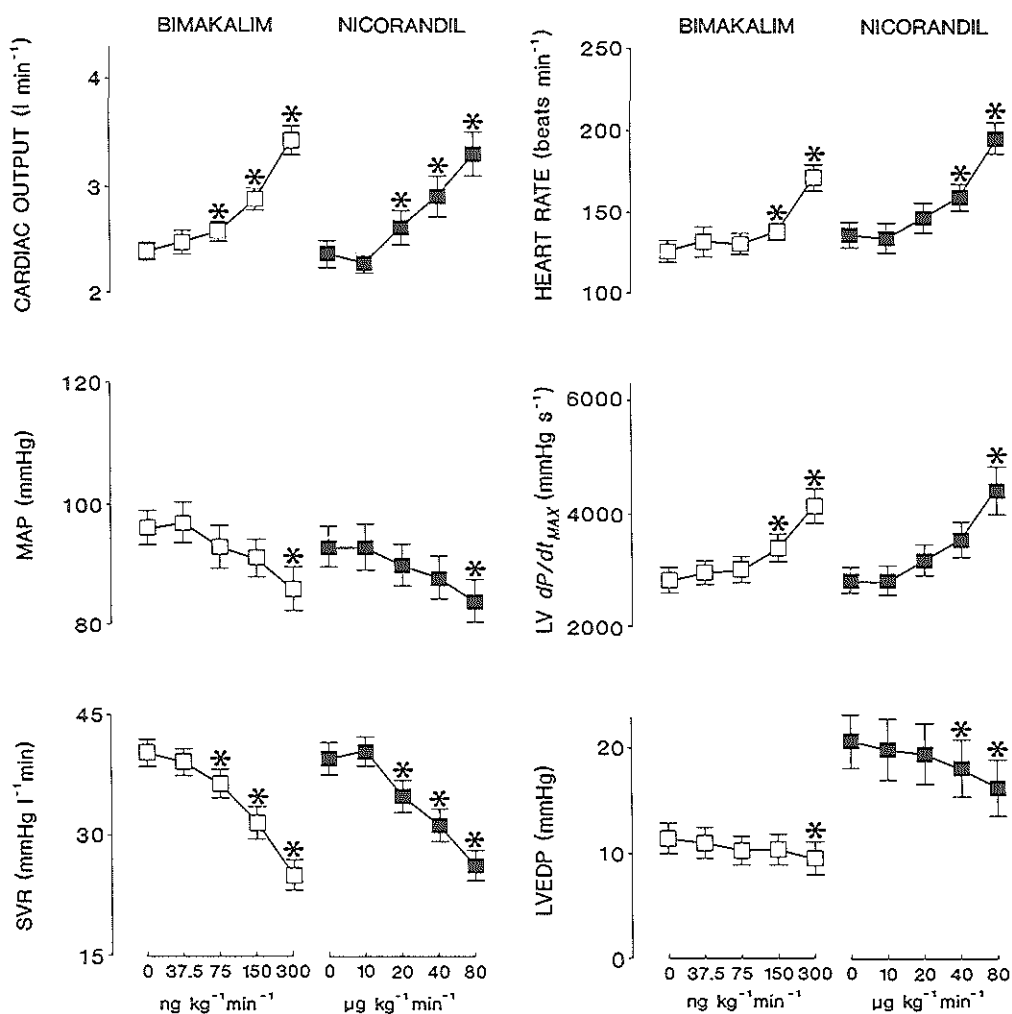 BIMAKALIM NICORANDIL BIMAKALIM NICORANDIL
CARDIAC OUTPUT (l min⁻¹)
4
3
2
* * *
* * *
HEART RATE (beats min⁻¹)
250
200
150
100
* *
* *
MAP (mmHg)
120
100
80
*
*
LV dP/dt MAX (mmHg s⁻¹)
6000
4000
2000
* *
*
SVR (mmHg l⁻¹min)
45
30
15
* * *
* * *
LVEDP (mmHg)
20
10
0
*
* *
0 37.5 75 150 300 0 10 20 40 80 0 37.5 75 150 300 0 10 20 40 80
ng kg⁻¹min⁻¹ µg kg⁻¹min⁻¹ ng kg⁻¹min⁻¹ µg kg⁻¹min⁻¹